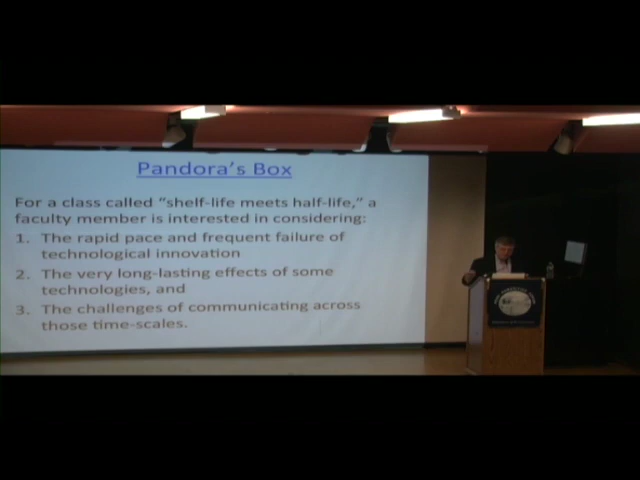 Pandora's Box
For a class called “shelf-life meets half-life,” a
faculty member is interested in considering:
1. The rapid pace and frequent failure of
technological innovation
2. The very long-lasting effects of some
technologies, and
3. The challenges of communicating across
those time-scales.